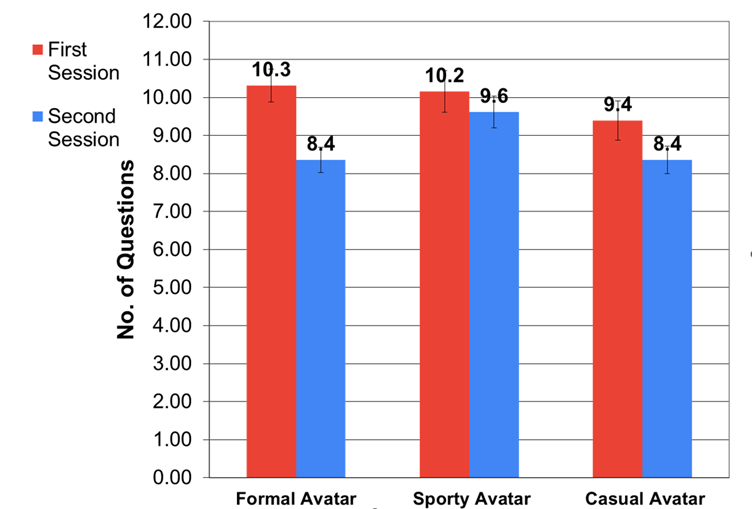 First
Session
Second
Session
No. of Questions
12.00
11.00
10.00
9.00
8.00
7.00
6.00
5.00
4.00
3.00
2.00
1.00
0.00
10.3
8.4
10.2
9.6
9.4
8.4
Formal Avatar
Sporty Avatar
Casual Avatar